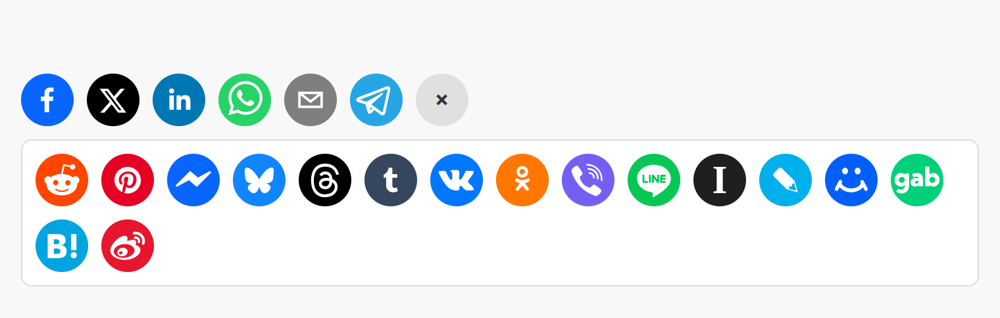 f X in ×
t LINE I gab
B!